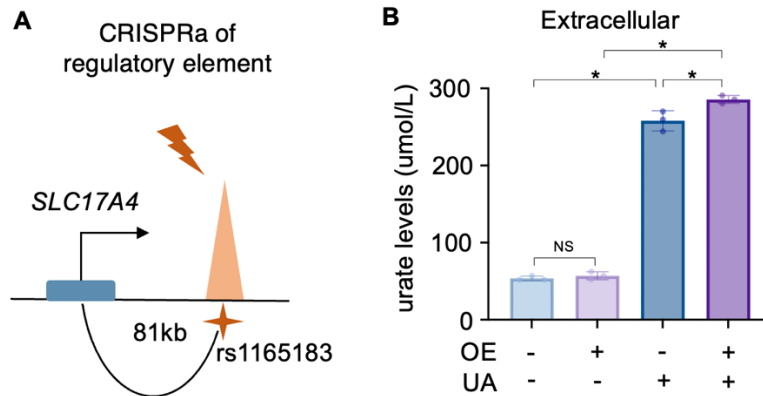 A
CRISPRa of
regulatory element
SLC17A4
81kb
rs1165183
B
Extracellular
urate levels (umol/L)
300
200
100
0
*
*
*
NS
OE - + - +
UA - - + +